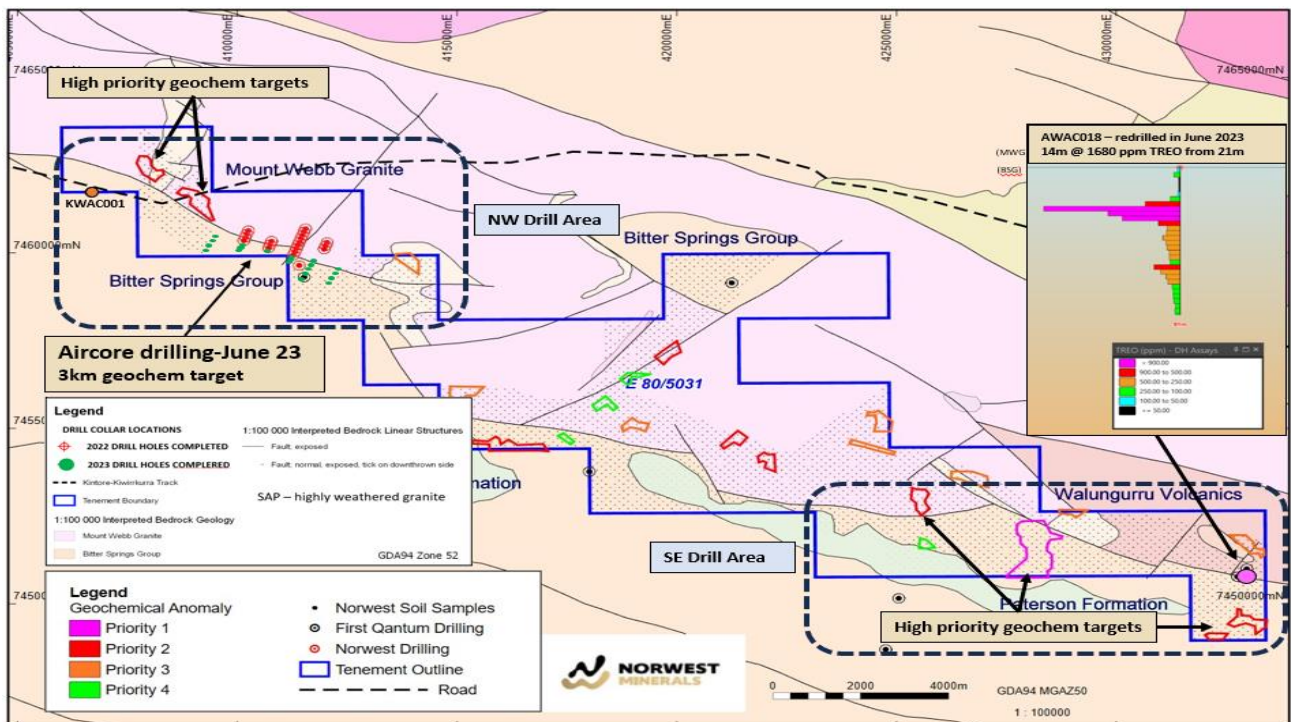 410000mE
415000mE
420000mE
425000mE
430000mE
7465000mN
7465000mN
High priority geochem targets
AWAC018 – redrilled in June 2023
14m @ 1680 ppm TREO from 21m
(MWG)
(BSG)
Mount Webb Granite
KWAC001
NW Drill Area
Bitter Springs Group
7460000mN
Bitter Springs Group
TREO (ppm) - DH Assays
900.00 to 500.00
500.00 to 250.00
250.00 to 100.00
100.00 to 50.00
Aircore drilling-June 23
3km geochem target
E 80/5031
Legend
DRILL COLLAR LOCATIONS
2022 DRILL HOLES COMPLETED
2023 DRILL HOLES COMPLERED
Kintore-Kiwirrkurra Track
Tenement Boundary
1:100 000 Interpreted Bedrock Geology
Mount Webb Granite
Bitter Springs Group
1:100 000 Interpreted Bedrock Linear Structures
Fault: exposed
Fault: normal, exposed, tick on downthrown side
SAP – highly weathered granite
GDA94 Zone 52
7455000mN
mation
Walungurru Volcanics
SE Drill Area
7450000mN
7450000mN
Paterson Formation
High priority geochem targets
Legend
Geochemical Anomaly
Priority 1
Priority 2
Priority 3
Priority 4
Norwest Soil Samples
First Qantum Drilling
Norwest Drilling
Tenement Outline
Road
NORWEST
MINERALS
0 2000 4000m
GDA94 MGAZ50
1 : 100000